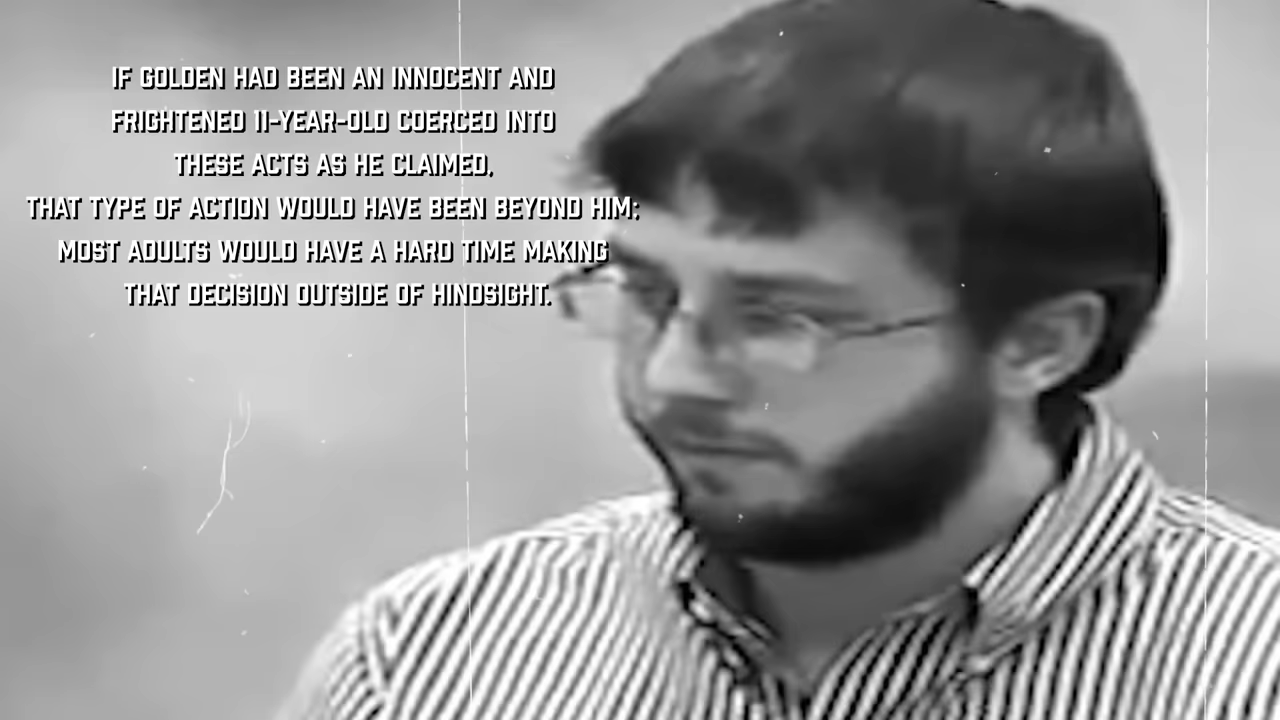 IF GOLDEN HAD BEEN AN INNOCENT AND
FRIGHTENED 11-YEAR-OLD COERCED INTO
THESE ACTS AS HE CLAIMED,
THAT TYPE OF ACTION WOULD HAVE BEEN BEYOND HIM;
MOST ADULTS WOULD HAVE A HARD TIME MAKING
THAT DECISION OUTSIDE OF HINDSIGHT.